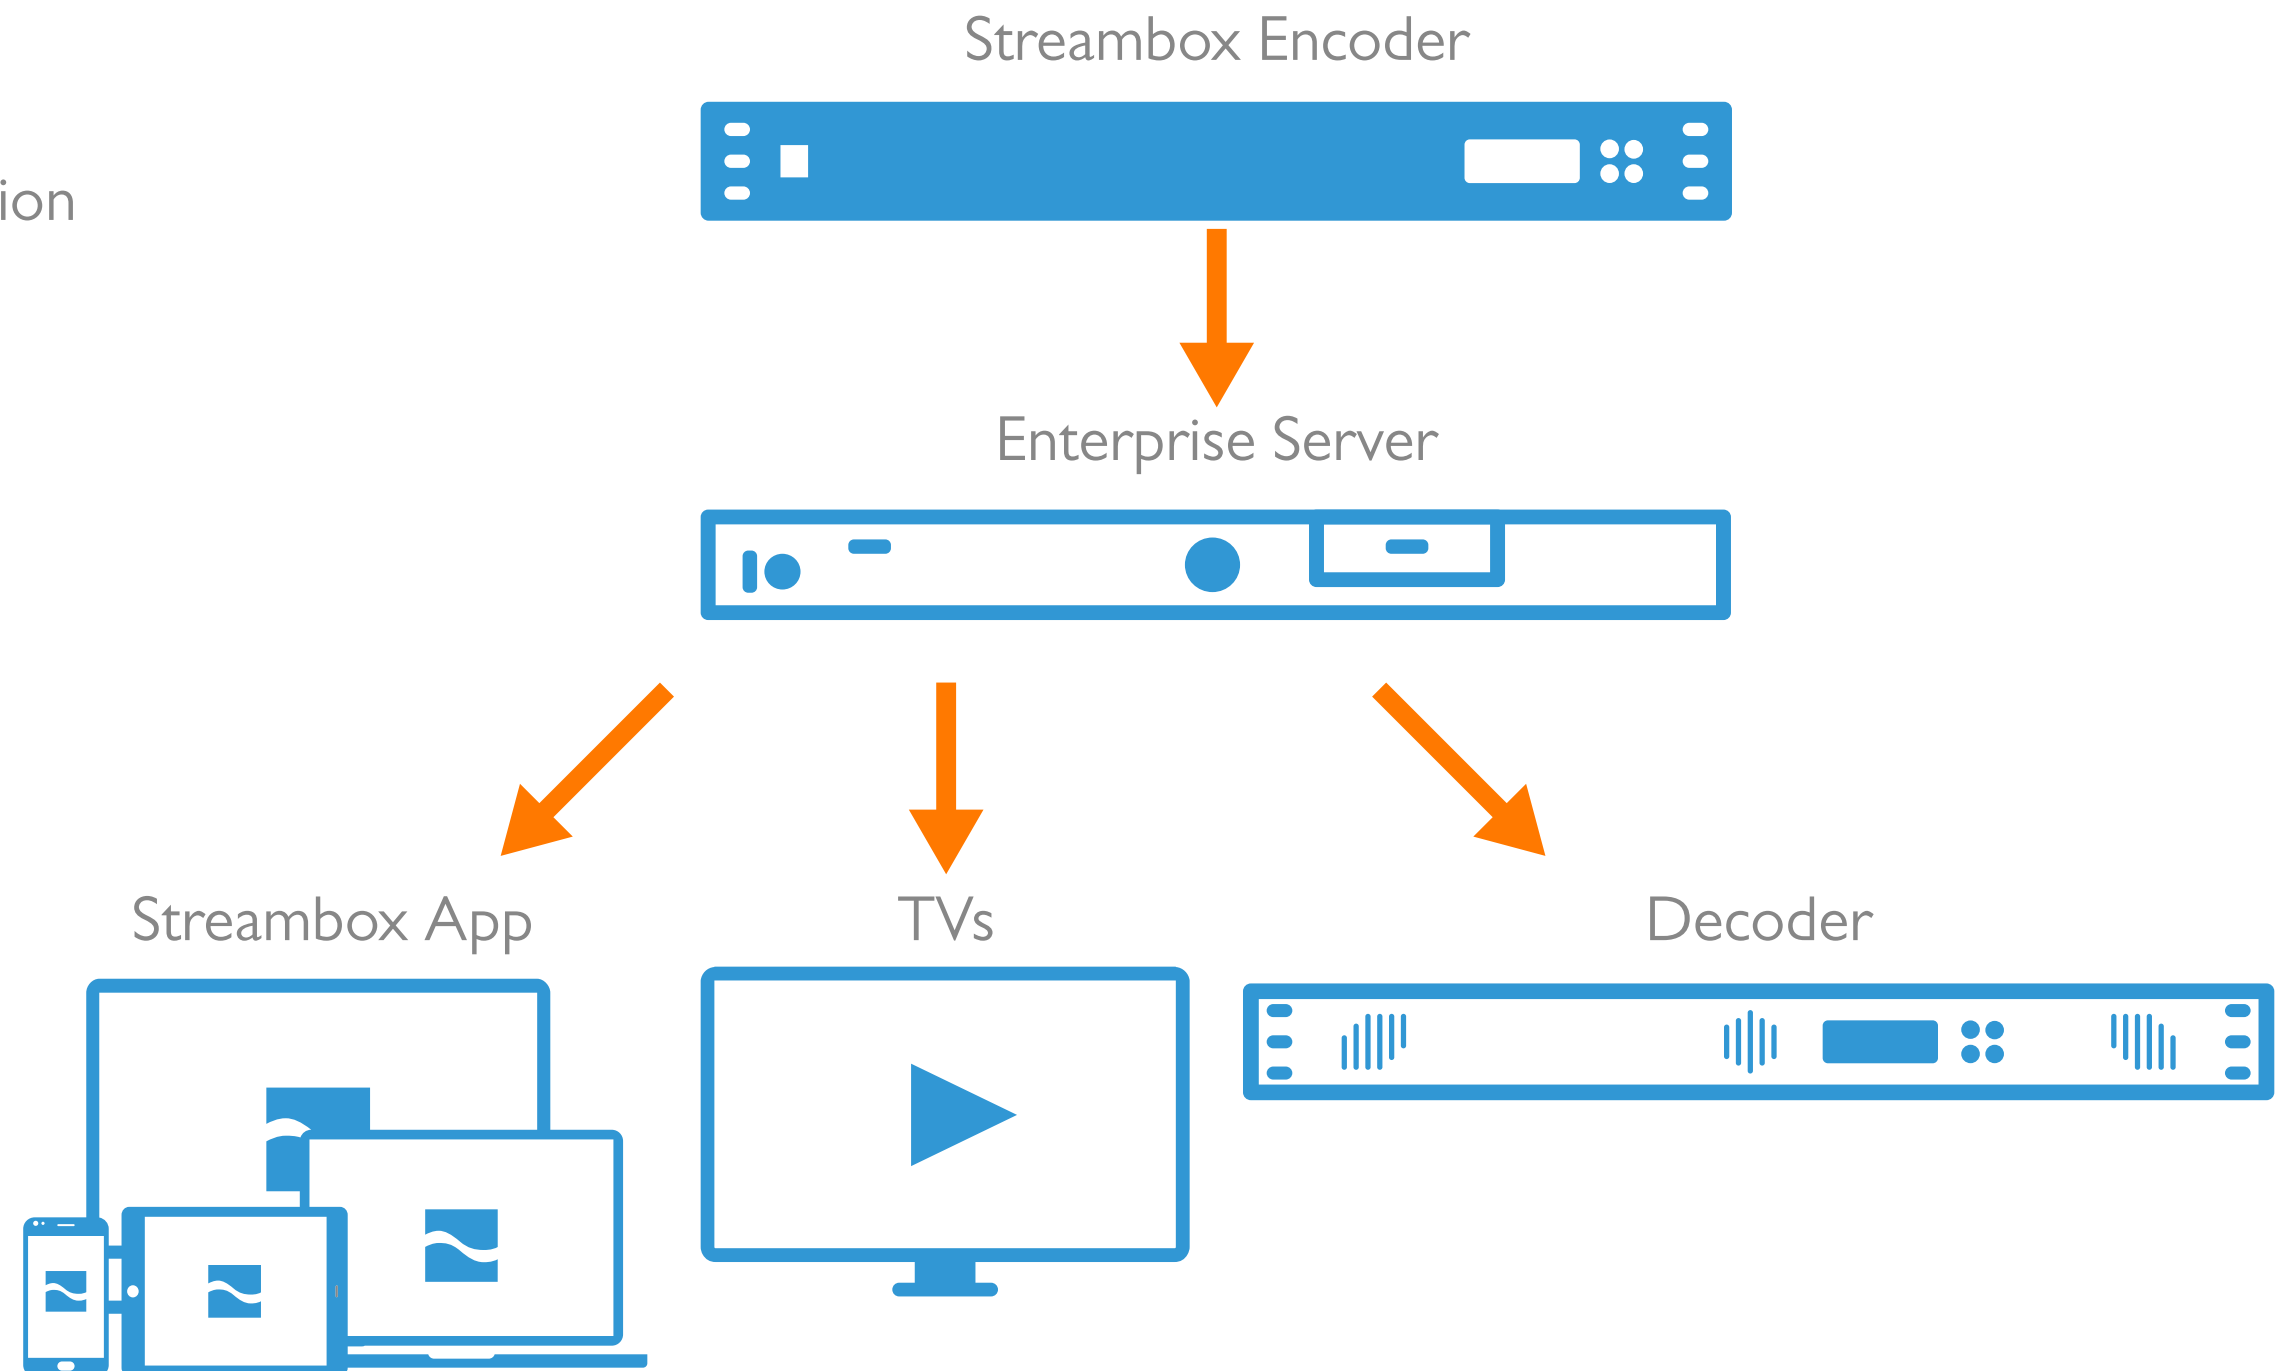 Streambox Encoder
ion
Enterprise Server
Streambox App
TVs
Decoder